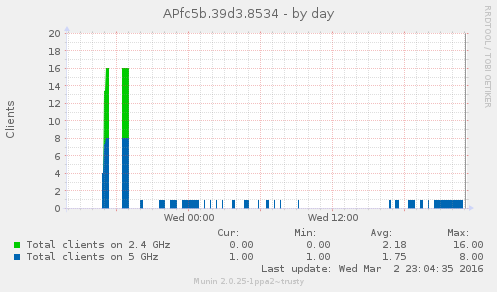 APfc5b.39d3.8534 - by day
RRDTOOL / TOBI OETIKER
Clients
20
18
16
14
12
10
8
6
4
2
0
Wed 00:00 Wed 12:00
Cur: Min: Avg: Max:
Total clients on 2.4 GHz 0.00 0.00 2.18 16.00
Total clients on 5 GHz 1.00 1.00 1.75 8.00
Last update: Wed Mar 2 23:04:35 2016
Munin 2.0.25-1ppa2~trusty